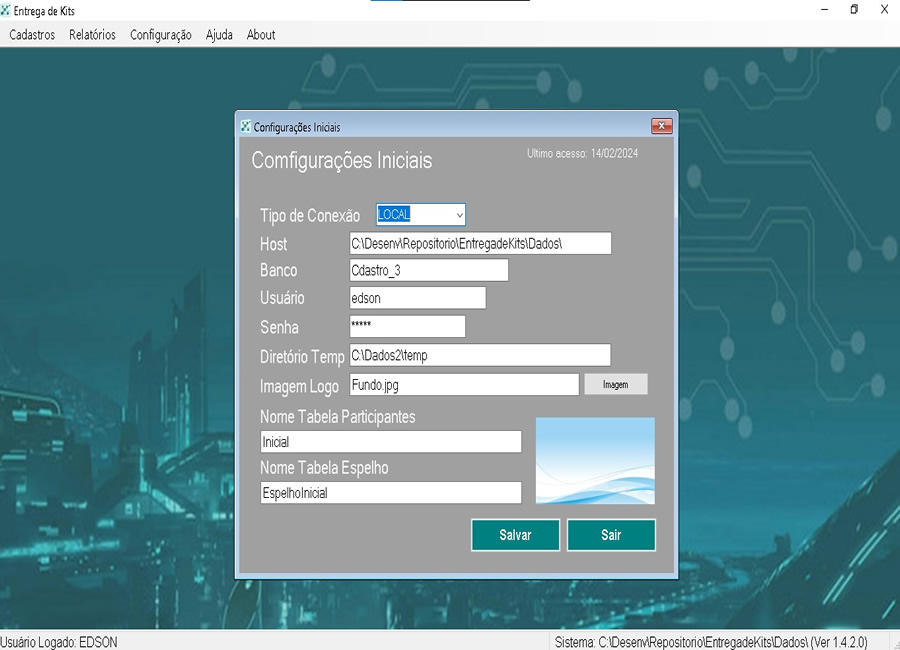 Entrega de Kits
Cadastros Relatórios Configuração Ajuda About
Configurações Iniciais
Comfigurações Iniciais
Ultimo acesso: 14/02/2024
Tipo de Conexão LOCAL
Host C:\Desenv\Repositorio\EntregadeKits\Dados\
Banco Cdastro_3
Usuário edson
Senha *****
Diretório Temp C:\Dados2\temp
Imagem Logo Fundo.jpg Imagem
Nome Tabela Participantes
Inicial
Nome Tabela Espelho
EspelhoInicial
Salvar Sair
Usuário Logado: EDSON Sistema: C:\Desenv\Repositorio\EntregadeKits\Dados\ (Ver 1.4.2.0)